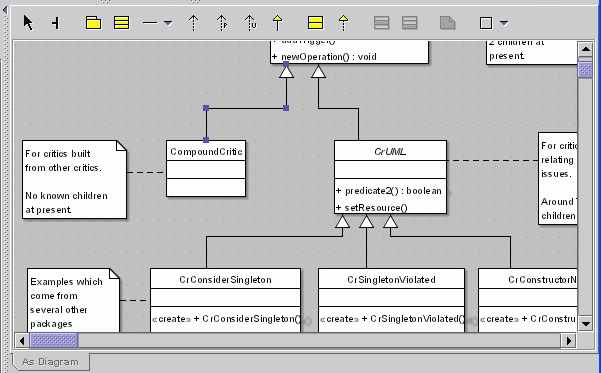 + newOperation() : void
2 children at
present.
For critics built
from other critics.
No known children
at present.
CompoundCritic
CrUML
+ predicate2() : boolean
+ setResource()
For critic
relating
issues.
Around
children
Examples which
come from
several other
packages
CrConsiderSingleton
«create» + CrConsiderSingleton()
CrSingletonViolated
«create» + CrSingletonViolated()
CrConstructorN
«create» + CrConstru
As Diagram